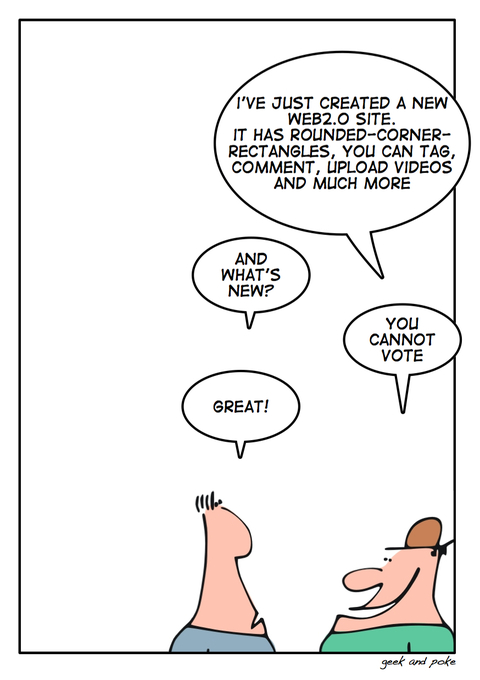 I'VE JUST CREATED A NEW
WEB2.0 SITE.
IT HAS ROUNDED-CORNER-
RECTANGLES, YOU CAN TAG,
COMMENT, UPLOAD VIDEOS
AND MUCH MORE
AND
WHAT'S
NEW?
YOU
CANNOT
VOTE
GREAT!
geek and poke